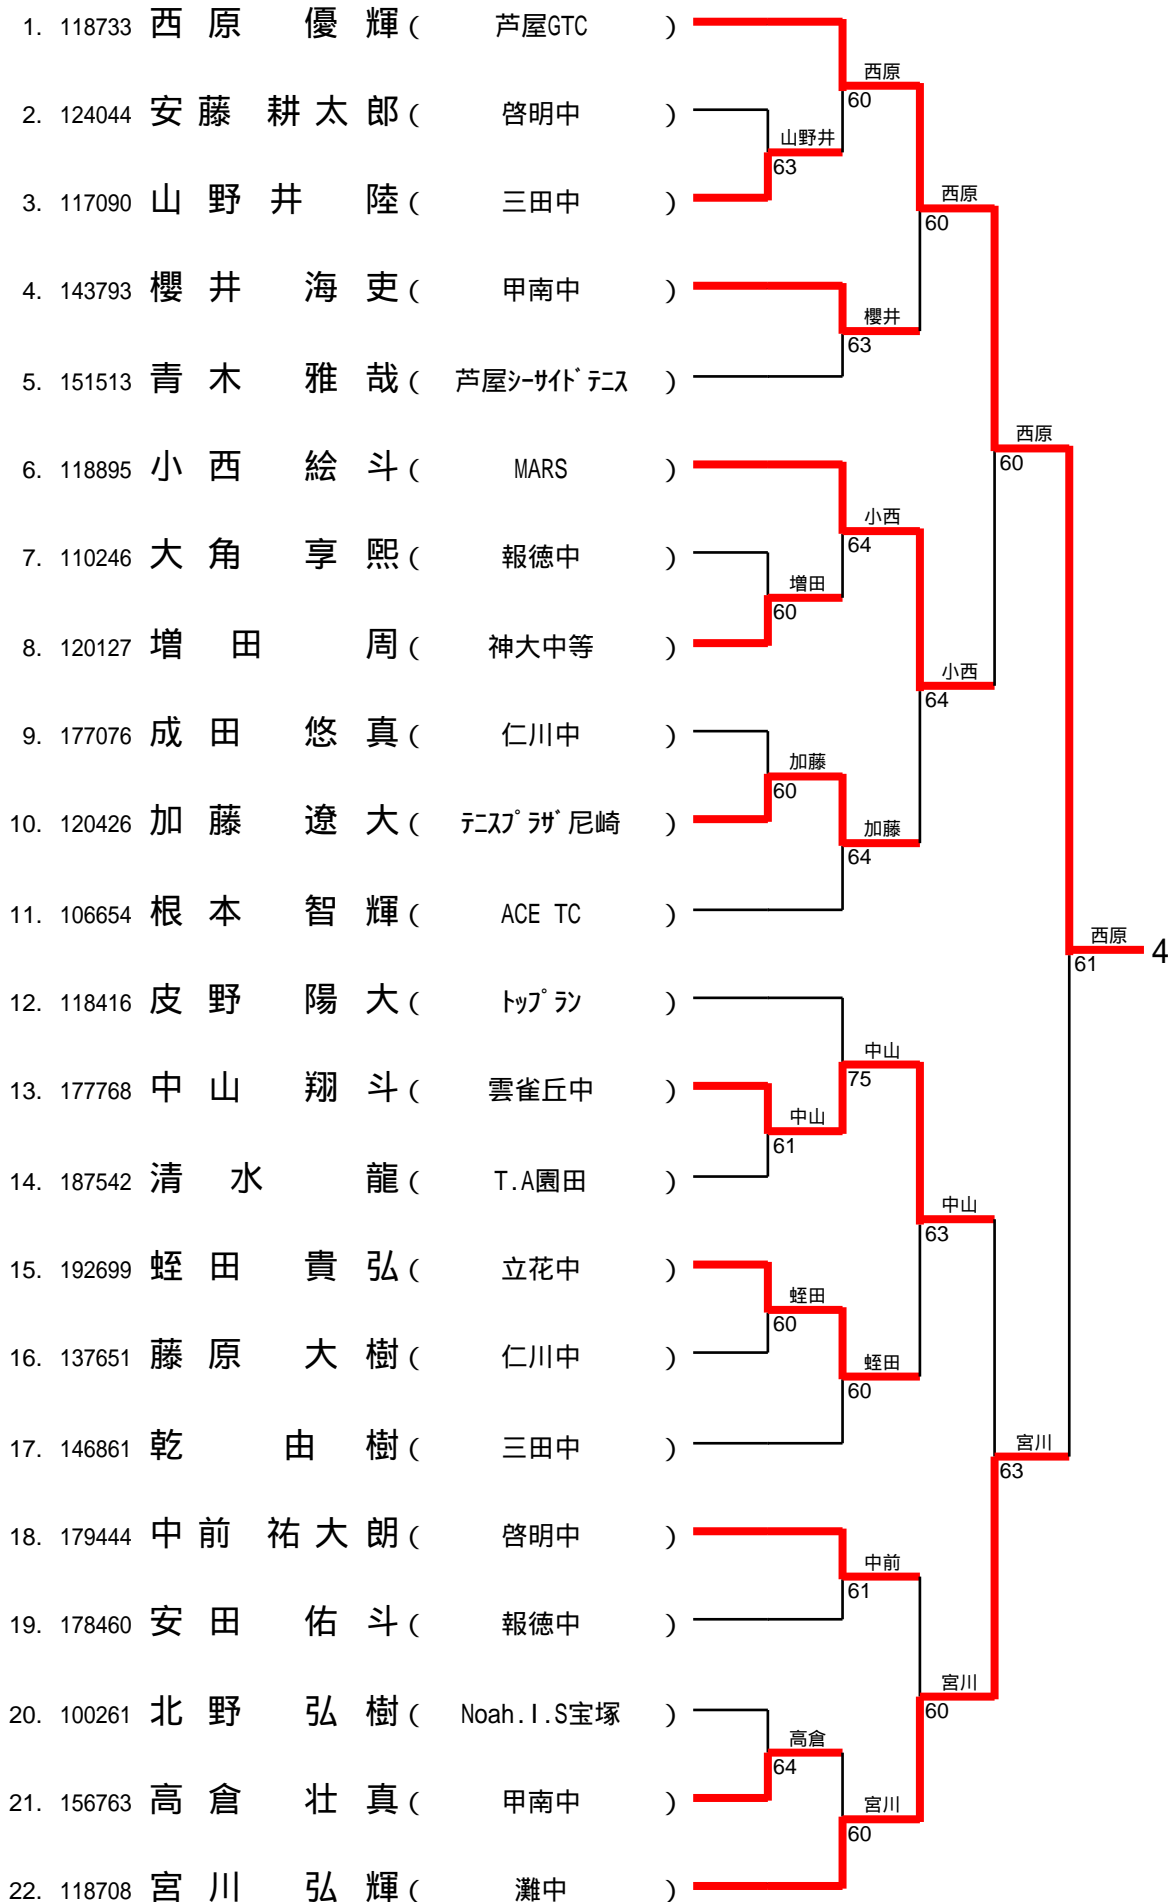 1. 118733 西原 優輝 ( 芦屋GTC )
西原
60
2. 124044 安藤 耕太郎 ( 啓明中 )
山野井
63
3. 117090 山野井 陸 ( 三田中 )
西原
60
4. 143793 櫻井 海吏 ( 甲南中 )
櫻井
63
5. 151513 青木 雅哉 ( 芦屋シーサイドテニス )
西原
60
6. 118895 小西 絵斗 ( MARS )
小西
64
7. 110246 大角 享熙 ( 報徳中 )
増田
60
8. 120127 増田 周 ( 神大中等 )
小西
64
9. 177076 成田 悠真 ( 仁川中 )
加藤
60
10. 120426 加藤 遼大 ( テニスプラザ尼崎 )
加藤
64
11. 106654 根本 智輝 ( ACE TC )
西原
61
4
12. 118416 皮野 陽大 ( トップラン )
中山
75
13. 177768 中山 翔斗 ( 雲雀丘中 )
中山
61
14. 187542 清水 龍 ( T.A園田 )
中山
63
15. 192699 蛭田 貴弘 ( 立花中 )
蛭田
60
16. 137651 藤原 大樹 ( 仁川中 )
蛭田
60
17. 146861 乾 由樹 ( 三田中 )
宮川
63
18. 179444 中前 祐大朗 ( 啓明中 )
中前
61
19. 178460 安田 佑斗 ( 報徳中 )
宮川
60
20. 100261 北野 弘樹 ( Noah.I.S宝塚 )
高倉
64
21. 156763 高倉 壮真 ( 甲南中 )
宮川
60
22. 118708 宮川 弘輝 ( 灘中 )